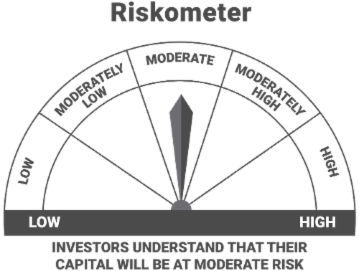 Riskometer
LOW
MODERATELY
LOW
MODERATE
MODERATELY
HIGH
HIGH
LOW
HIGH
INVESTORS UNDERSTAND THAT THEIR
CAPITAL WILL BE AT MODERATE RISK